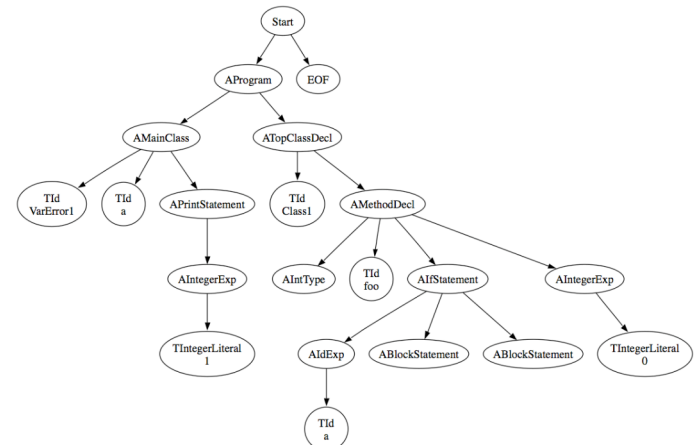 Start
AProgram
EOF
AMainClass
ATopClassDecl
TId
VarError1
TId
a
APrintStatement
TId
Class1
AMethodDecl
AIntegerExp
AIntType
TId
foo
AIfStatement
AIntegerExp
TIntegerLiteral
1
AIdExp
ABlockStatement
ABlockStatement
TIntegerLiteral
0
TId
a